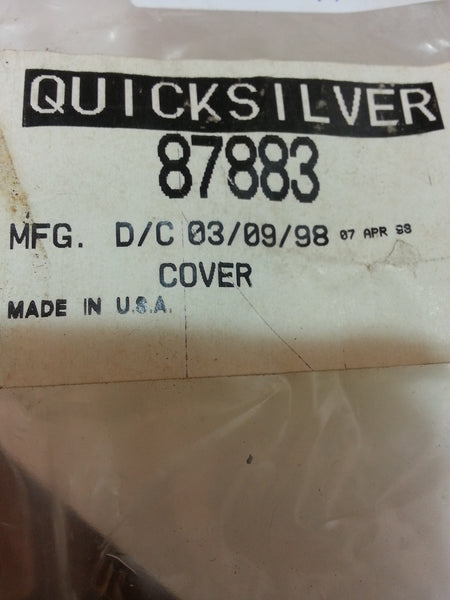 QUICKSILVER
87883
MFG. D/C 03/09/98 07 APR 98
COVER
MADE IN U.S.A.